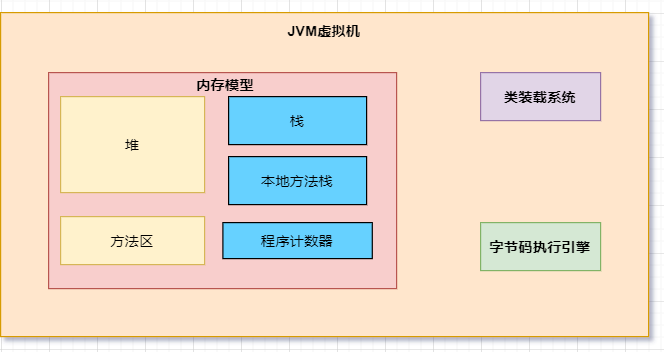 JVM虚拟机
内存模型
堆
栈
本地方法栈
方法区
程序计数器
类装载系统
字节码执行引擎